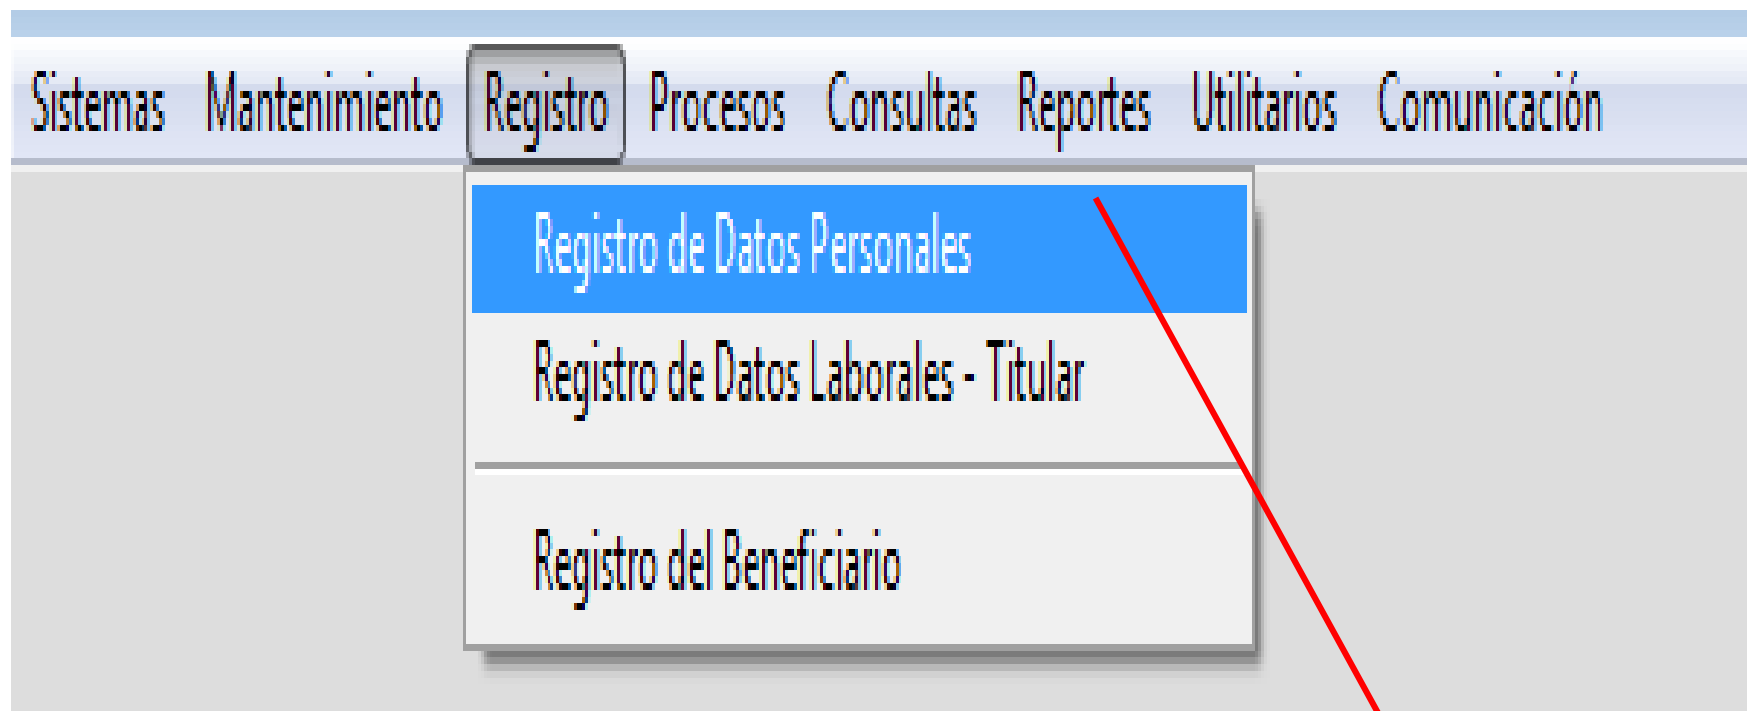 Sistemas Mantenimiento Registro Procesos Consultas Reportes Utilitarios Comunicación
Registro de Datos Personales
Registro de Datos Laborales - Titular
Registro del Beneficiario